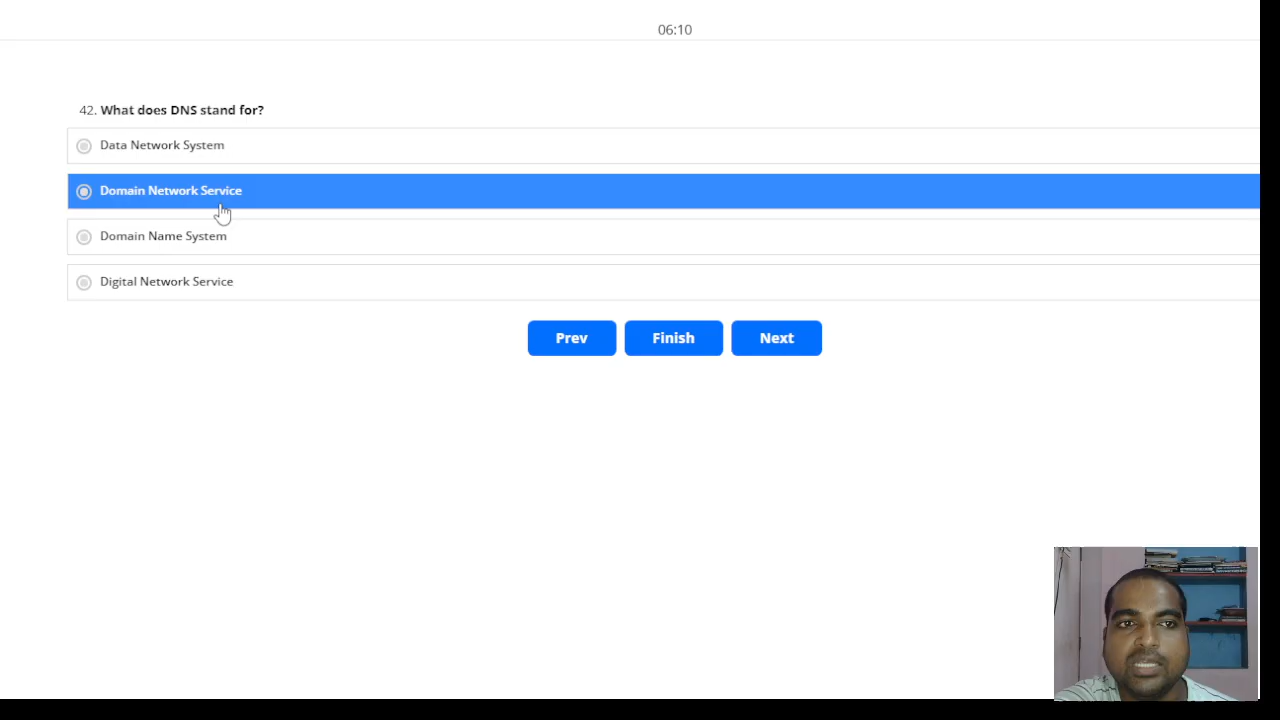 06:10
42. What does DNS stand for?
Data Network System
Domain Network Service
Domain Name System
Digital Network Service
Prev Finish Next